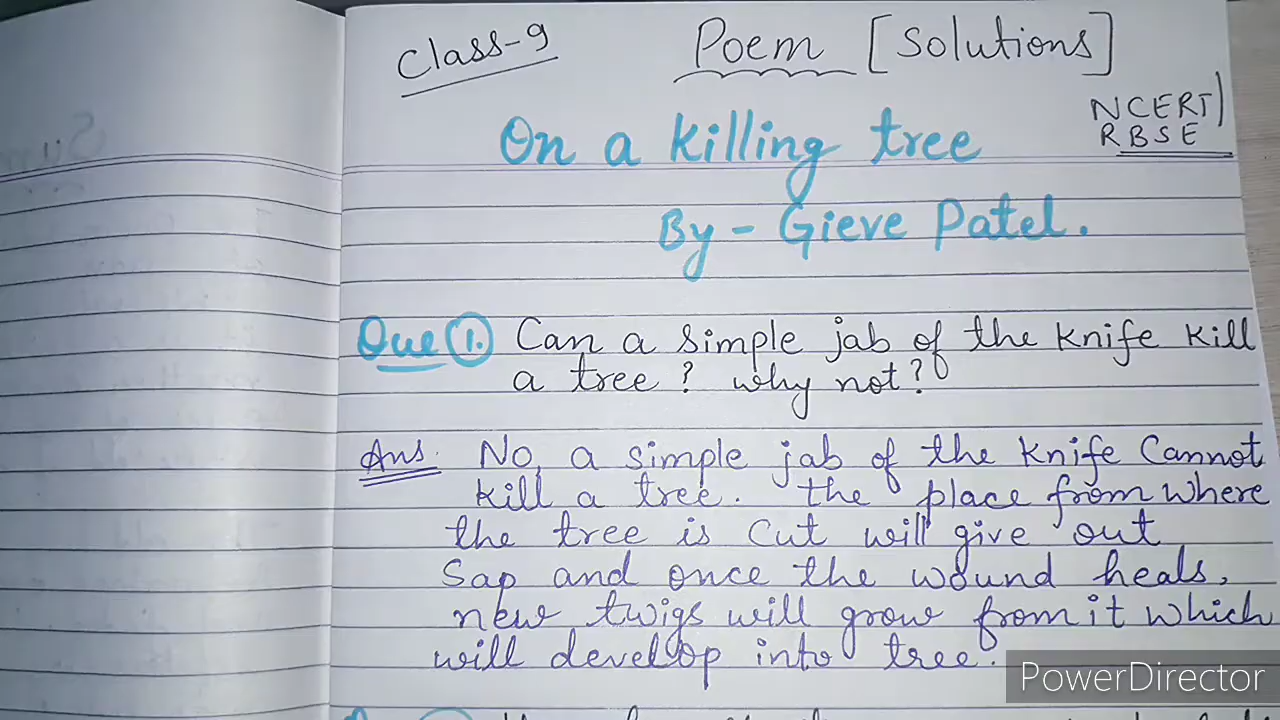 Class-9
Poem [Solutions]
NCERT/
RBSE
On a killing tree
By - Gieve Patel.
Que 1. Can a simple jab of the knife kill
a tree ? why not?
Ans. No, a simple jab of the knife Cannot
kill a tree. the place from where
the tree is cut will give out
Sap and once the wound heals,
new twigs will grow from it which
will develop into tree.
PowerDirector